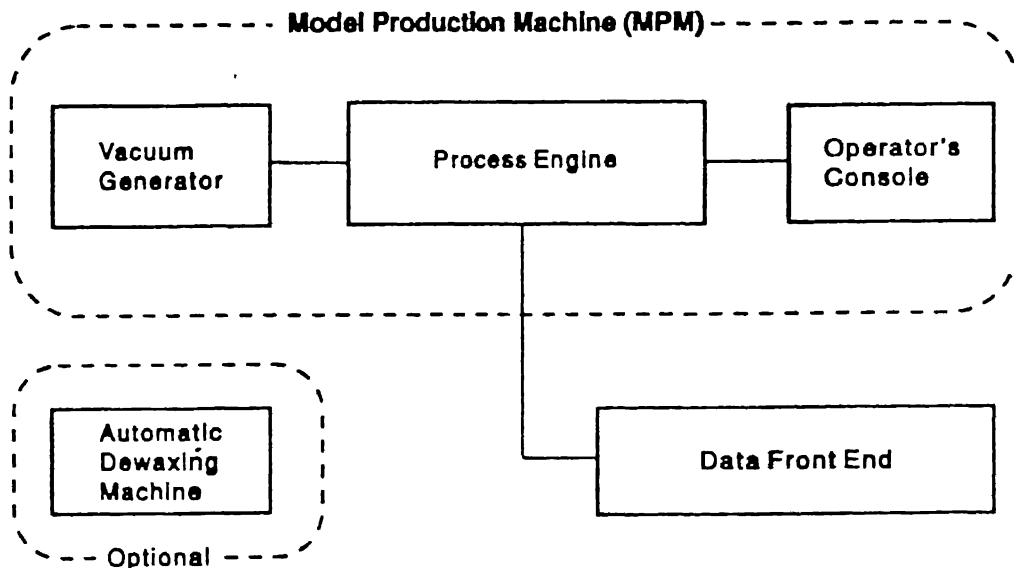 Model Production Machine (MPM)
Vacuum
Generator
Process Engine
Operator's
Console
Automatic
Dewaxing
Machine
Optional
Data Front End